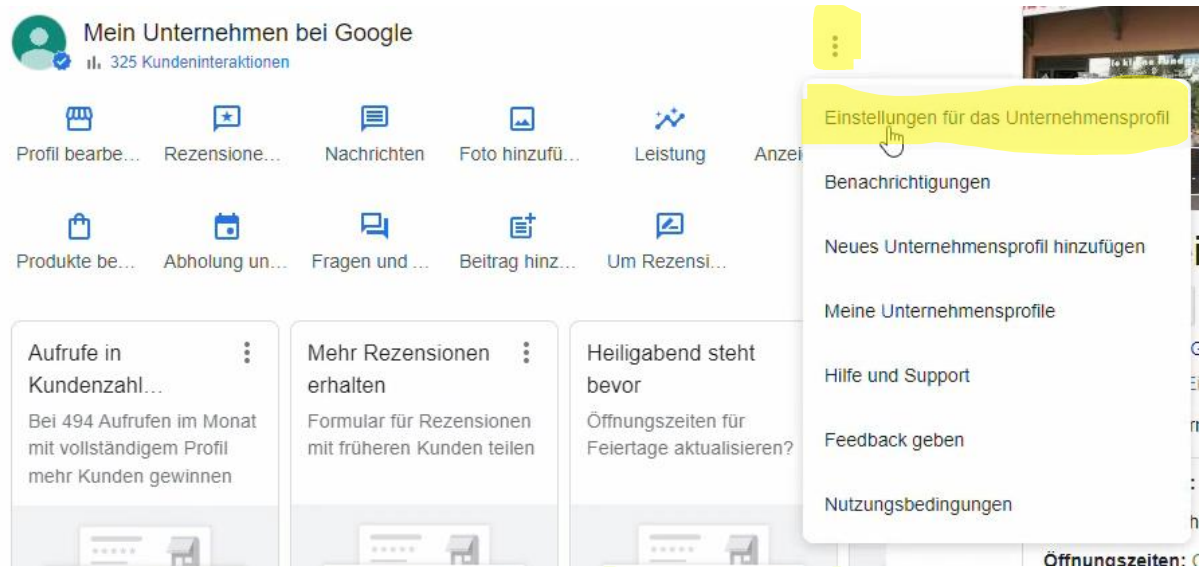 Mein Unternehmen bei Google
325 Kundeninteraktionen
Profil bearbe...
Rezensione...
Nachrichten
Foto hinzufü...
Leistung
Anzei
Produkte be...
Abholung un...
Fragen und ...
Beitrag hinz...
Um Rezensi...
Einstellungen für das Unternehmensprofil
Benachrichtigungen
Neues Unternehmensprofil hinzufügen
Meine Unternehmensprofile
Hilfe und Support
Feedback geben
Nutzungsbedingungen
Aufrufe in
Kundenzahl...
Bei 494 Aufrufen im Monat
mit vollständigem Profil
mehr Kunden gewinnen
Mehr Rezensionen
erhalten
Formular für Rezensionen
mit früheren Kunden teilen
Heiligabend steht
bevor
Öffnungszeiten für
Feiertage aktualisieren?
Öffnungszeiten: